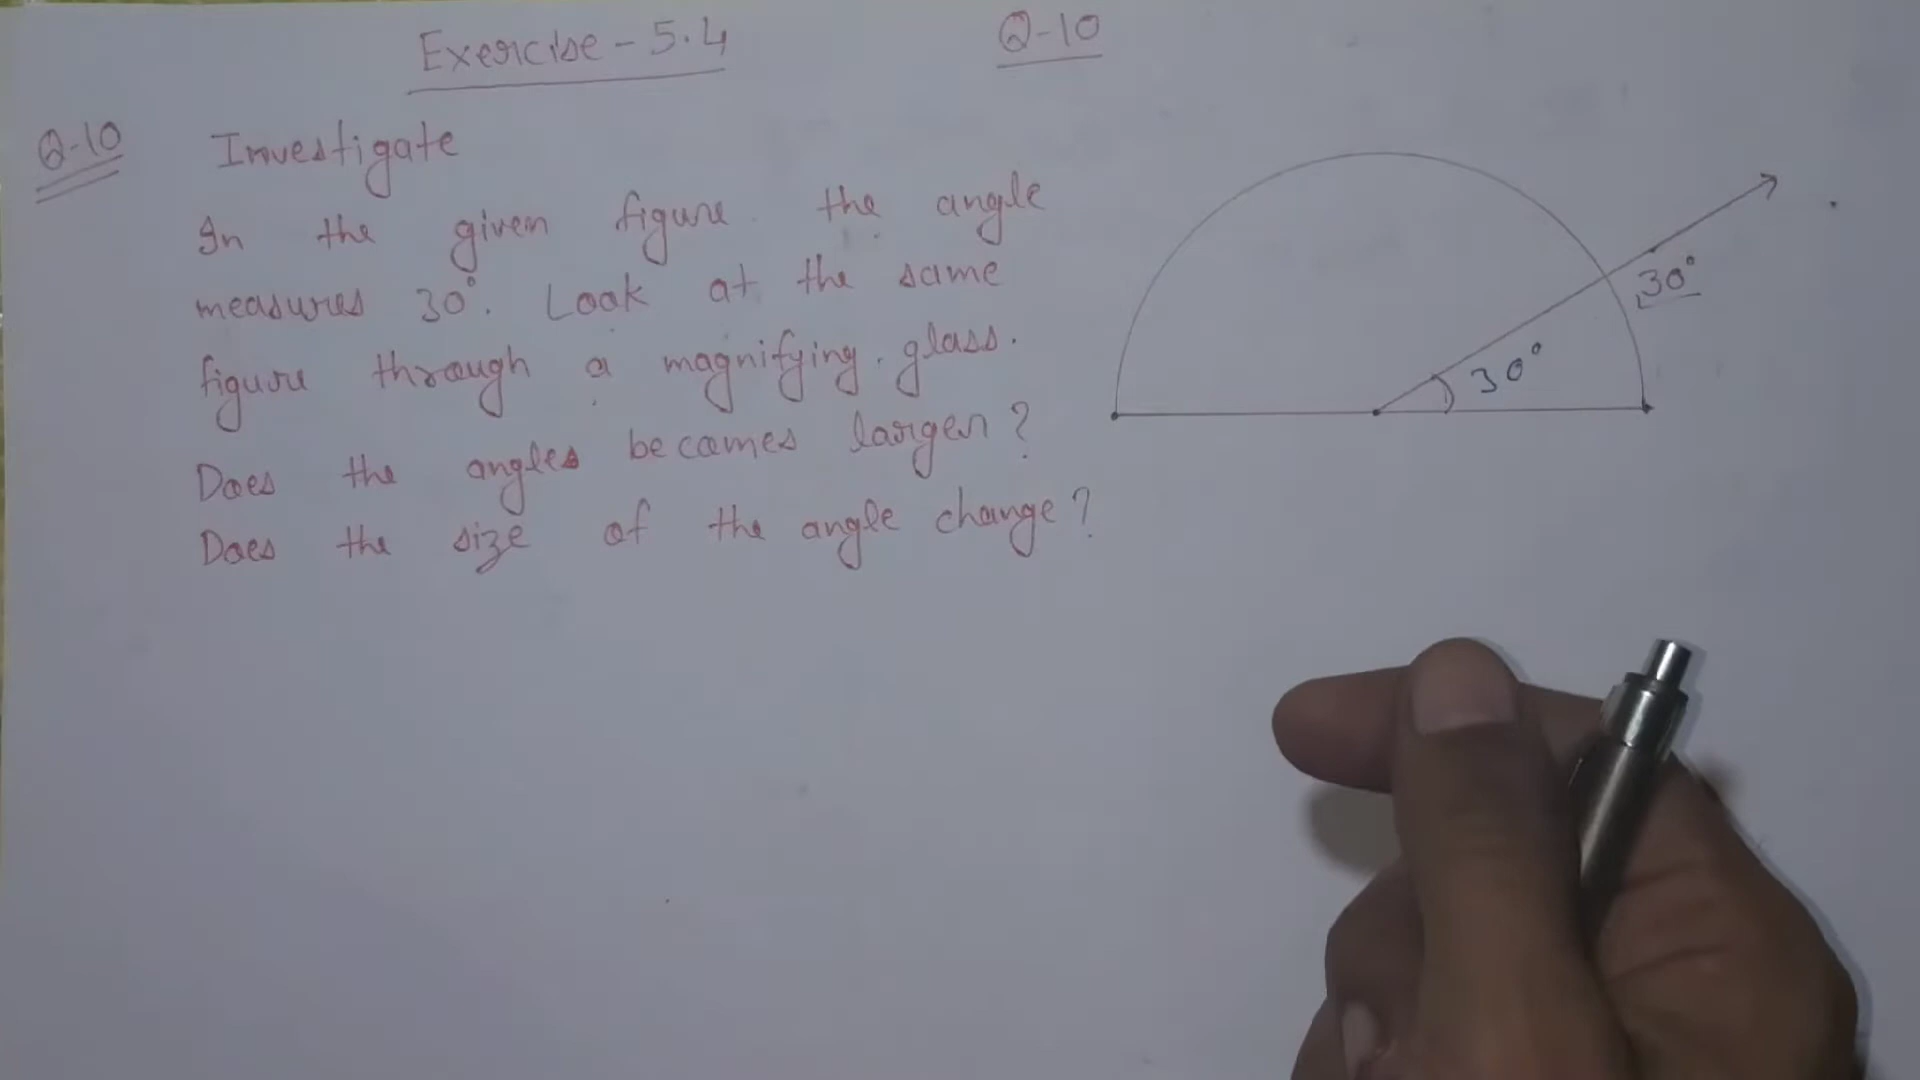 Exercise - 5.4
Q-10
Q-10 Investigate
In the given figure the angle
measures 30°. Look at the same
figure through a magnifying glass.
Does the angles becomes larger?
Does the size of the angle change?
30°
30°